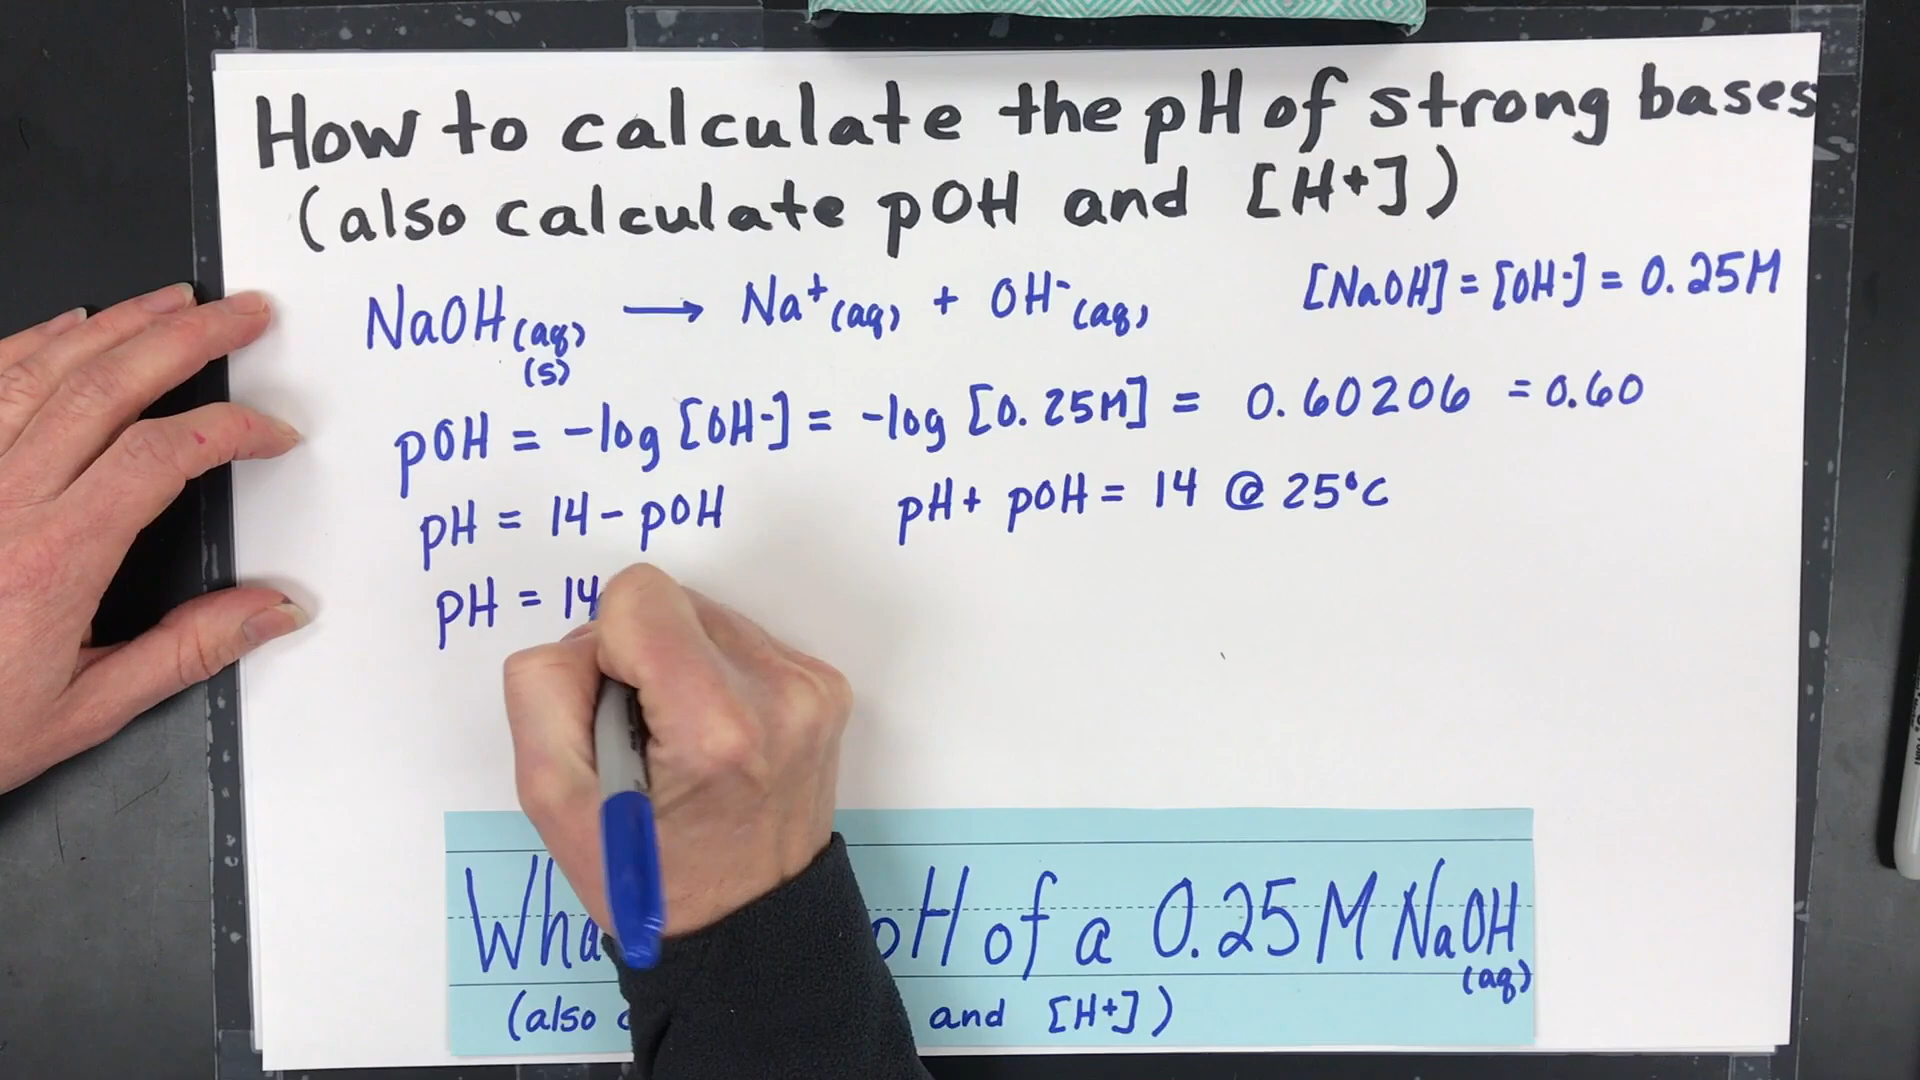 How to calculate the pH of strong bases
(also calculate pOH and [H+])
NaOH(aq) → Na+(aq) + OH-(aq) [NaOH] = [OH-] = 0.25M
(s)
pOH = -log [OH-] = -log [0.25M] = 0.60206 = 0.60
pH = 14 - pOH pH + pOH = 14 @ 25°C
pH = 14
pH of a 0.25 M NaOH
(aq)
(also and [H+])